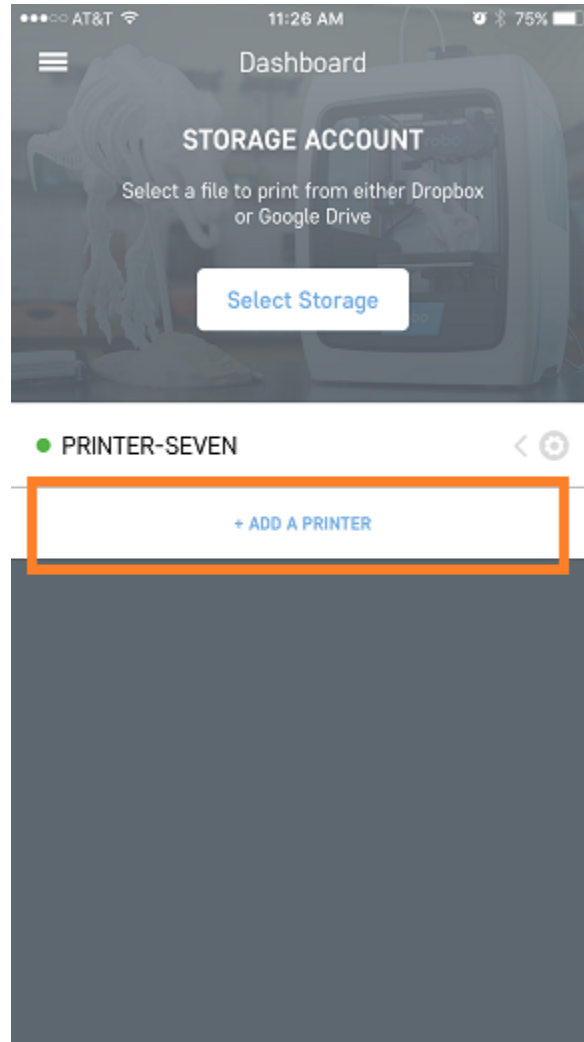 AT&T 11:26 AM 75%
Dashboard
STORAGE ACCOUNT
Select a file to print from either Dropbox
or Google Drive
Select Storage
PRINTER-SEVEN
+ ADD A PRINTER